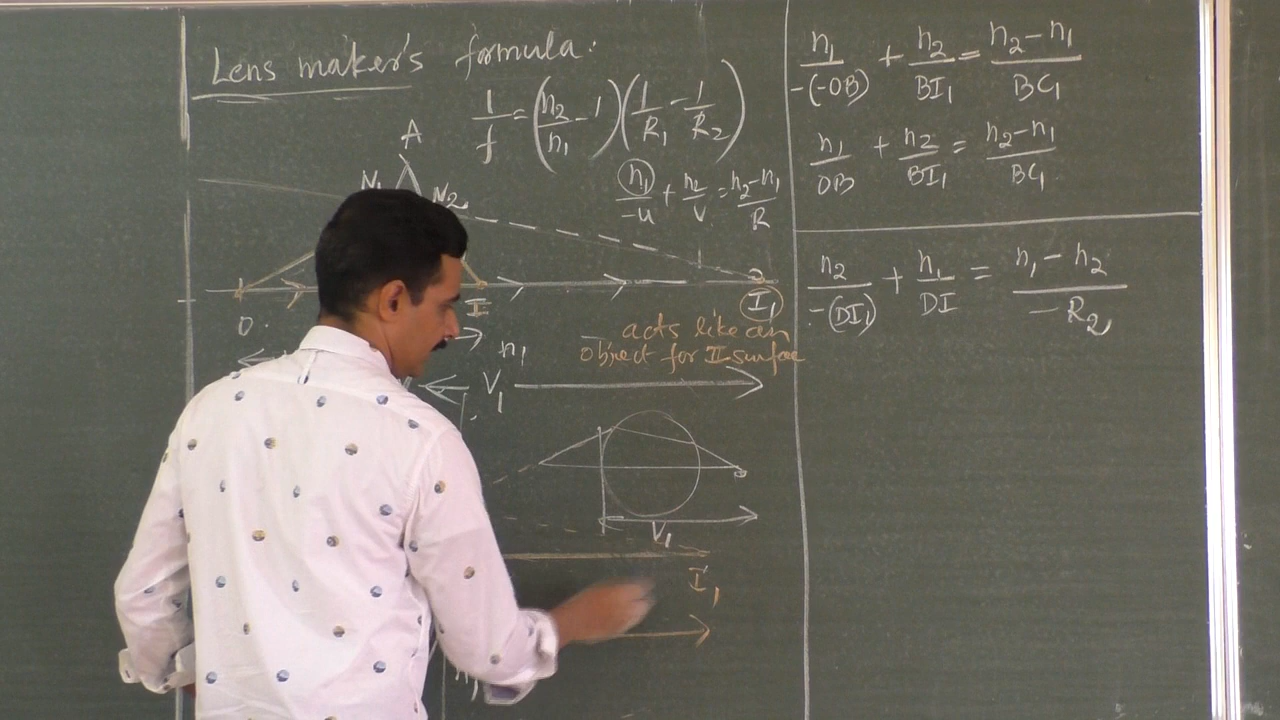 Lens maker's formula:
1/f = (n₂/n₁ - 1)(1/R₁ - 1/R₂)
n₁/-u + n₂/v = n₂-n₁/R
A
N₁ N₂
O I I₁
acts like an
object for II surface
n₁
V₁
V₁
I₁
n₁/-(-OB) + n₂/BI₁ = n₂-n₁/BC₁
n₁/OB + n₂/BI₁ = n₂-n₁/BC₁
n₂/-(DI₁) + n₁/DI = n₁-n₂/-R₂